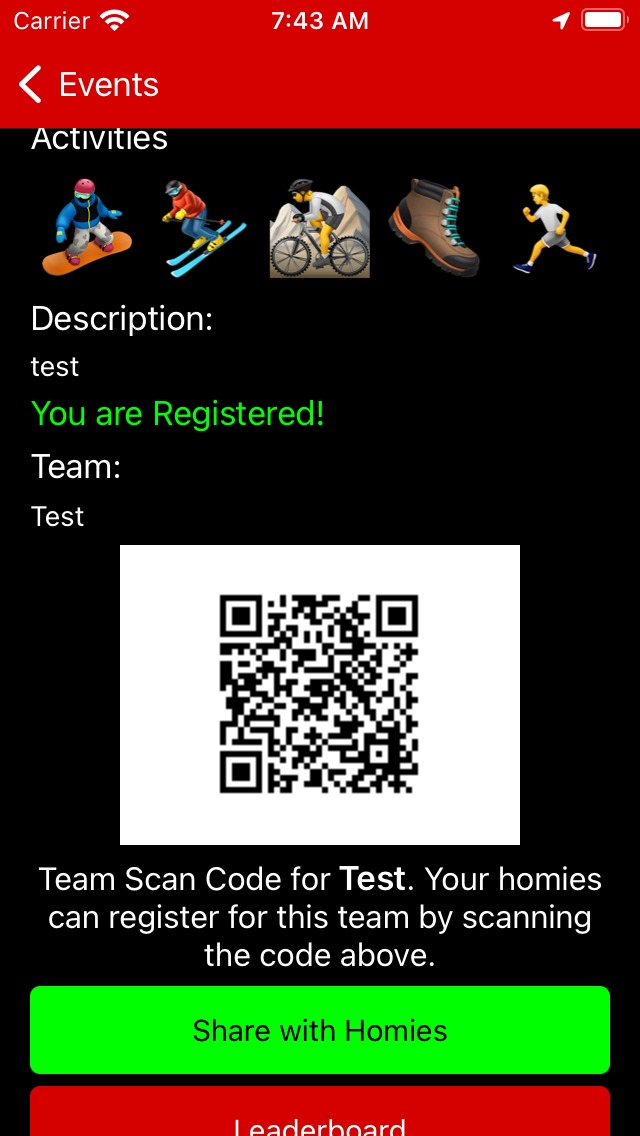 Carrier
7:43 AM
Events
Activities
Description:
test
You are Registered!
Team:
Test
Team Scan Code for Test. Your homies
can register for this team by scanning
the code above.
Share with Homies
Leaderboard